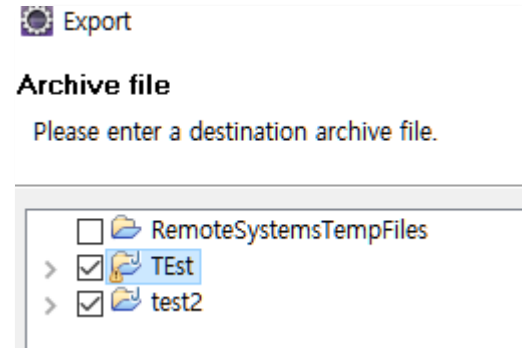 Export
Archive file
Please enter a destination archive file.
RemoteSystemsTempFiles
TEst
test2